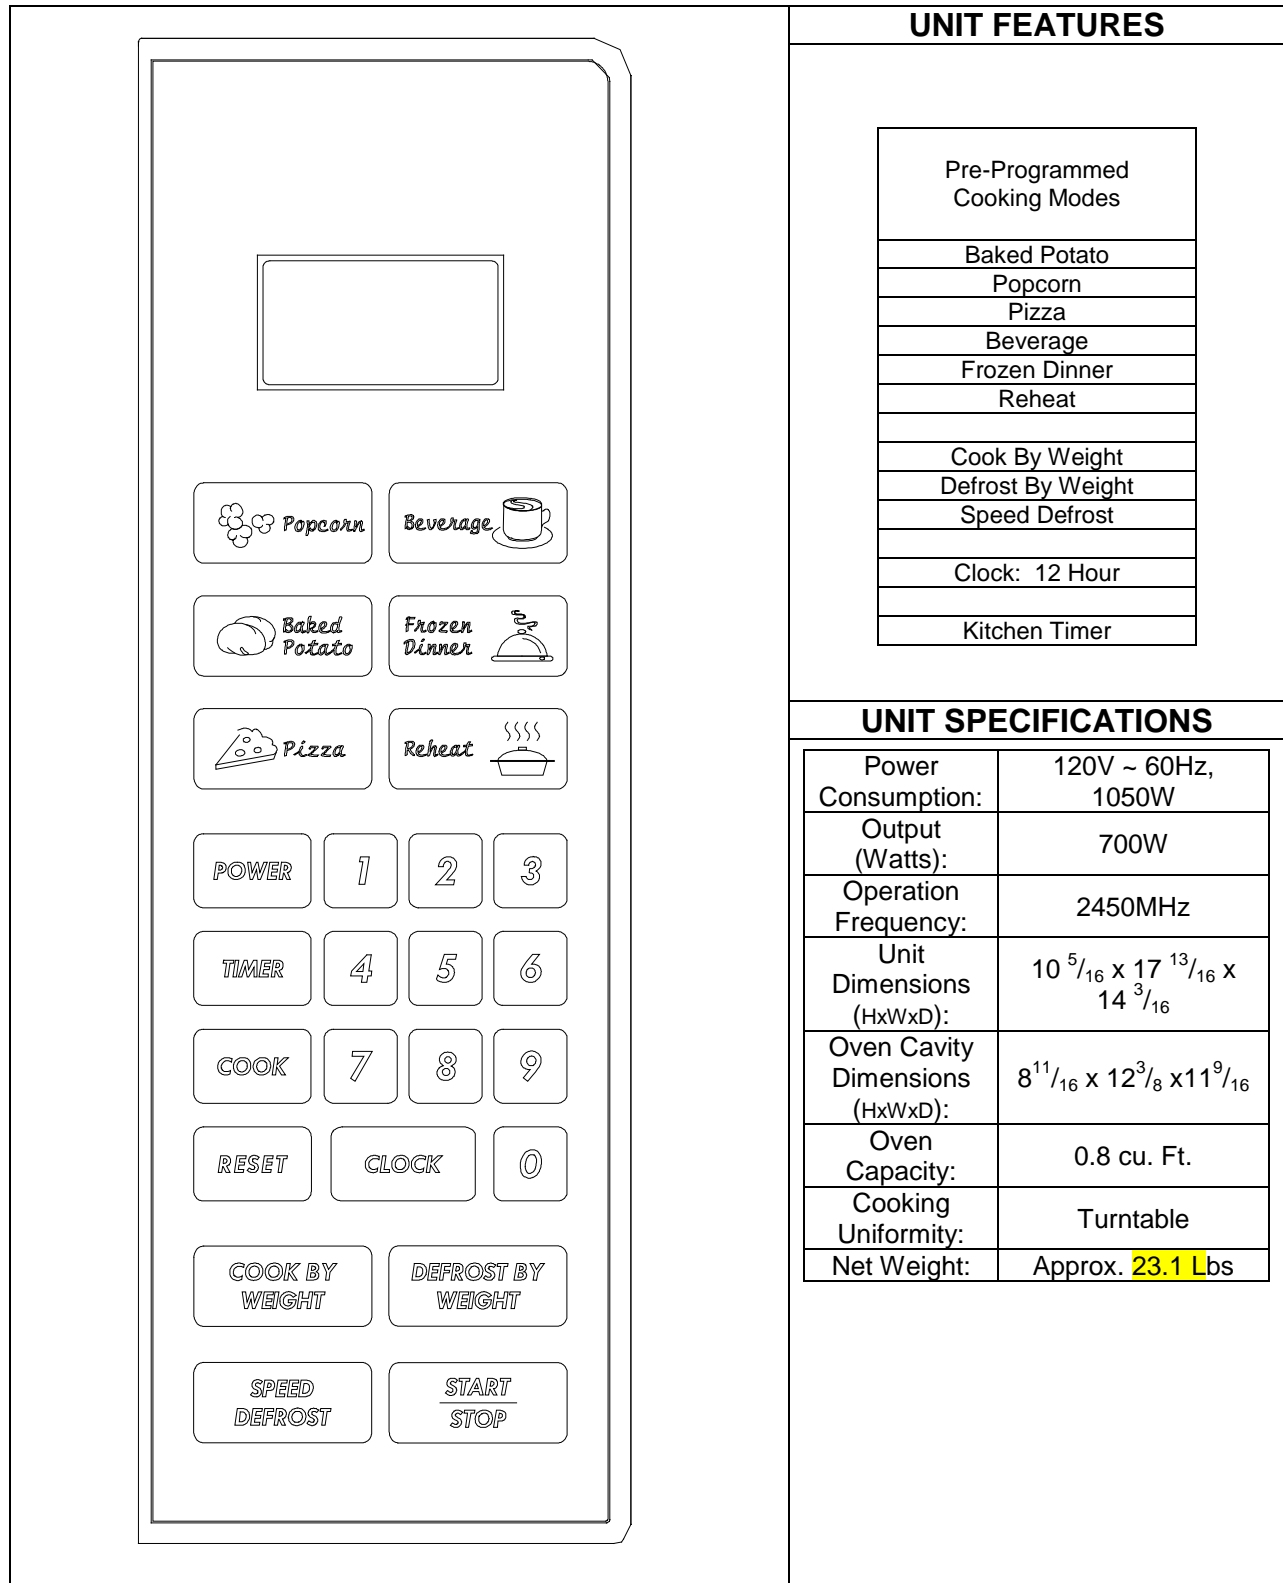 Popcorn
Beverage
Baked
Potato
Frozen
Dinner
Pizza
Reheat
POWER 1 2 3
TIMER 4 5 6
COOK 7 8 9
RESET CLOCK 0
COOK BY
WEIGHT
DEFROST BY
WEIGHT
SPEED
DEFROST
START
STOP
UNIT FEATURES
Pre-Programmed
Cooking Modes
Baked Potato
Popcorn
Pizza
Beverage
Frozen Dinner
Reheat
Cook By Weight
Defrost By Weight
Speed Defrost
Clock: 12 Hour
Kitchen Timer
UNIT SPECIFICATIONS
Power
Consumption:
120V ~ 60Hz,
1050W
Output
(Watts):
700W
Operation
Frequency:
2450MHz
Unit
Dimensions
(HxWxD):
10 5/16 x 17 13/16 x
14 3/16
Oven Cavity
Dimensions
(HxWxD):
8 11/16 x 12 3/8 x11 9/16
Oven
Capacity:
0.8 cu. Ft.
Cooking
Uniformity:
Turntable
Net Weight:
Approx. 23.1 Lbs